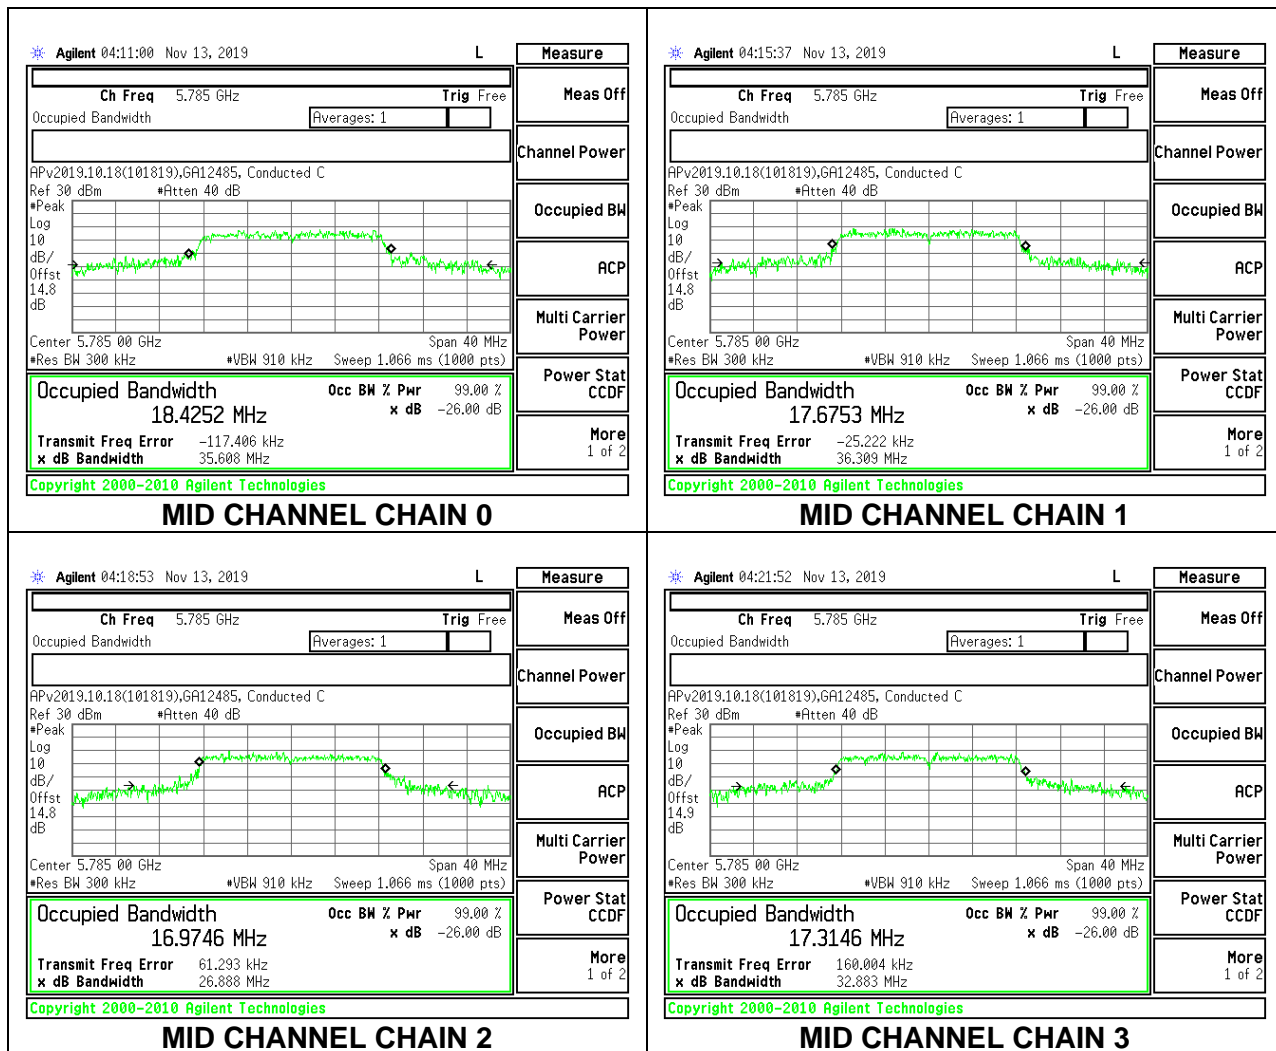 Agilent 04:11:00 Nov 13, 2019 L
Measure
Ch Freq 5.785 GHz Trig Free
Meas Off
Occupied Bandwidth Averages: 1
Channel Power
APv2019.10.18(101819),GA12485, Conducted C
Ref 30 dBm #Atten 40 dB
#Peak
Occupied BW
Log
10
dB/
ACP
Offst
14.8
dB
Multi Carrier
Power
Center 5.785 00 GHz Span 40 MHz
#Res BW 300 kHz #VBW 910 kHz Sweep 1.066 ms (1000 pts)
Power Stat
CCDF
Occupied Bandwidth Occ BW % Pwr 99.00 %
18.4252 MHz x dB -26.00 dB
More
1 of 2
Transmit Freq Error -117.406 kHz
x dB Bandwidth 35.608 MHz
Copyright 2000-2010 Agilent Technologies
MID CHANNEL CHAIN 0
Agilent 04:15:37 Nov 13, 2019 L
Measure
Ch Freq 5.785 GHz Trig Free
Meas Off
Occupied Bandwidth Averages: 1
Channel Power
APv2019.10.18(101819),GA12485, Conducted C
Ref 30 dBm #Atten 40 dB
#Peak
Occupied BW
Log
10
dB/
ACP
Offst
14.8
dB
Multi Carrier
Power
Center 5.785 00 GHz Span 40 MHz
#Res BW 300 kHz #VBW 910 kHz Sweep 1.066 ms (1000 pts)
Power Stat
CCDF
Occupied Bandwidth Occ BW % Pwr 99.00 %
17.6753 MHz x dB -26.00 dB
More
1 of 2
Transmit Freq Error -25.222 kHz
x dB Bandwidth 36.309 MHz
Copyright 2000-2010 Agilent Technologies
MID CHANNEL CHAIN 1
Agilent 04:18:53 Nov 13, 2019 L
Measure
Ch Freq 5.785 GHz Trig Free
Meas Off
Occupied Bandwidth Averages: 1
Channel Power
APv2019.10.18(101819),GA12485, Conducted C
Ref 30 dBm #Atten 40 dB
#Peak
Occupied BW
Log
10
dB/
ACP
Offst
14.8
dB
Multi Carrier
Power
Center 5.785 00 GHz Span 40 MHz
#Res BW 300 kHz #VBW 910 kHz Sweep 1.066 ms (1000 pts)
Power Stat
CCDF
Occupied Bandwidth Occ BW % Pwr 99.00 %
16.9746 MHz x dB -26.00 dB
More
1 of 2
Transmit Freq Error 61.293 kHz
x dB Bandwidth 26.888 MHz
Copyright 2000-2010 Agilent Technologies
MID CHANNEL CHAIN 2
Agilent 04:21:52 Nov 13, 2019 L
Measure
Ch Freq 5.785 GHz Trig Free
Meas Off
Occupied Bandwidth Averages: 1
Channel Power
APv2019.10.18(101819),GA12485, Conducted C
Ref 30 dBm #Atten 40 dB
#Peak
Occupied BW
Log
10
dB/
ACP
Offst
14.9
dB
Multi Carrier
Power
Center 5.785 00 GHz Span 40 MHz
#Res BW 300 kHz #VBW 910 kHz Sweep 1.066 ms (1000 pts)
Power Stat
CCDF
Occupied Bandwidth Occ BW % Pwr 99.00 %
17.3146 MHz x dB -26.00 dB
More
1 of 2
Transmit Freq Error 160.004 kHz
x dB Bandwidth 32.883 MHz
Copyright 2000-2010 Agilent Technologies
MID CHANNEL CHAIN 3